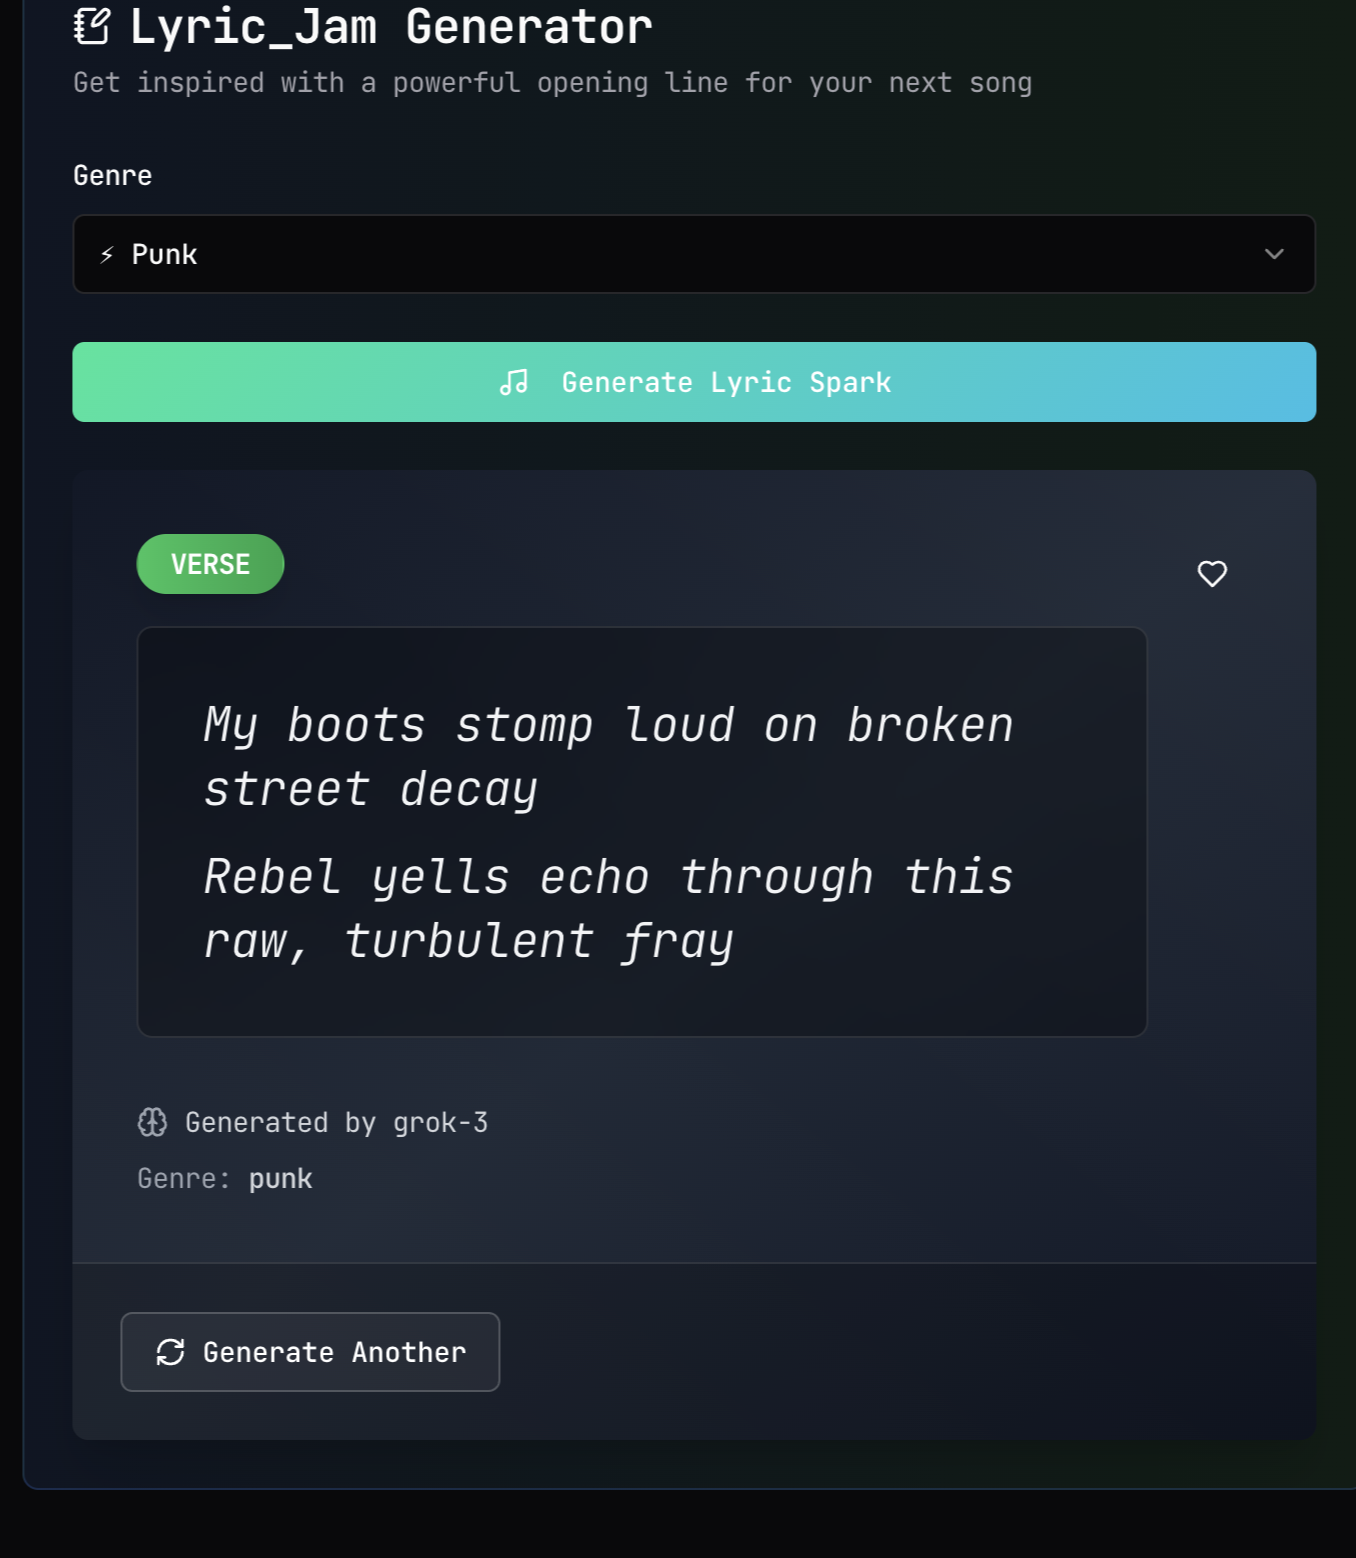 Lyric_Jam Generator
Get inspired with a powerful opening line for your next song
Genre
⚡ Punk
Generate Lyric Spark
VERSE
My boots stomp loud on broken
street decay
Rebel yells echo through this
raw, turbulent fray
Generated by grok-3
Genre: punk
Generate Another